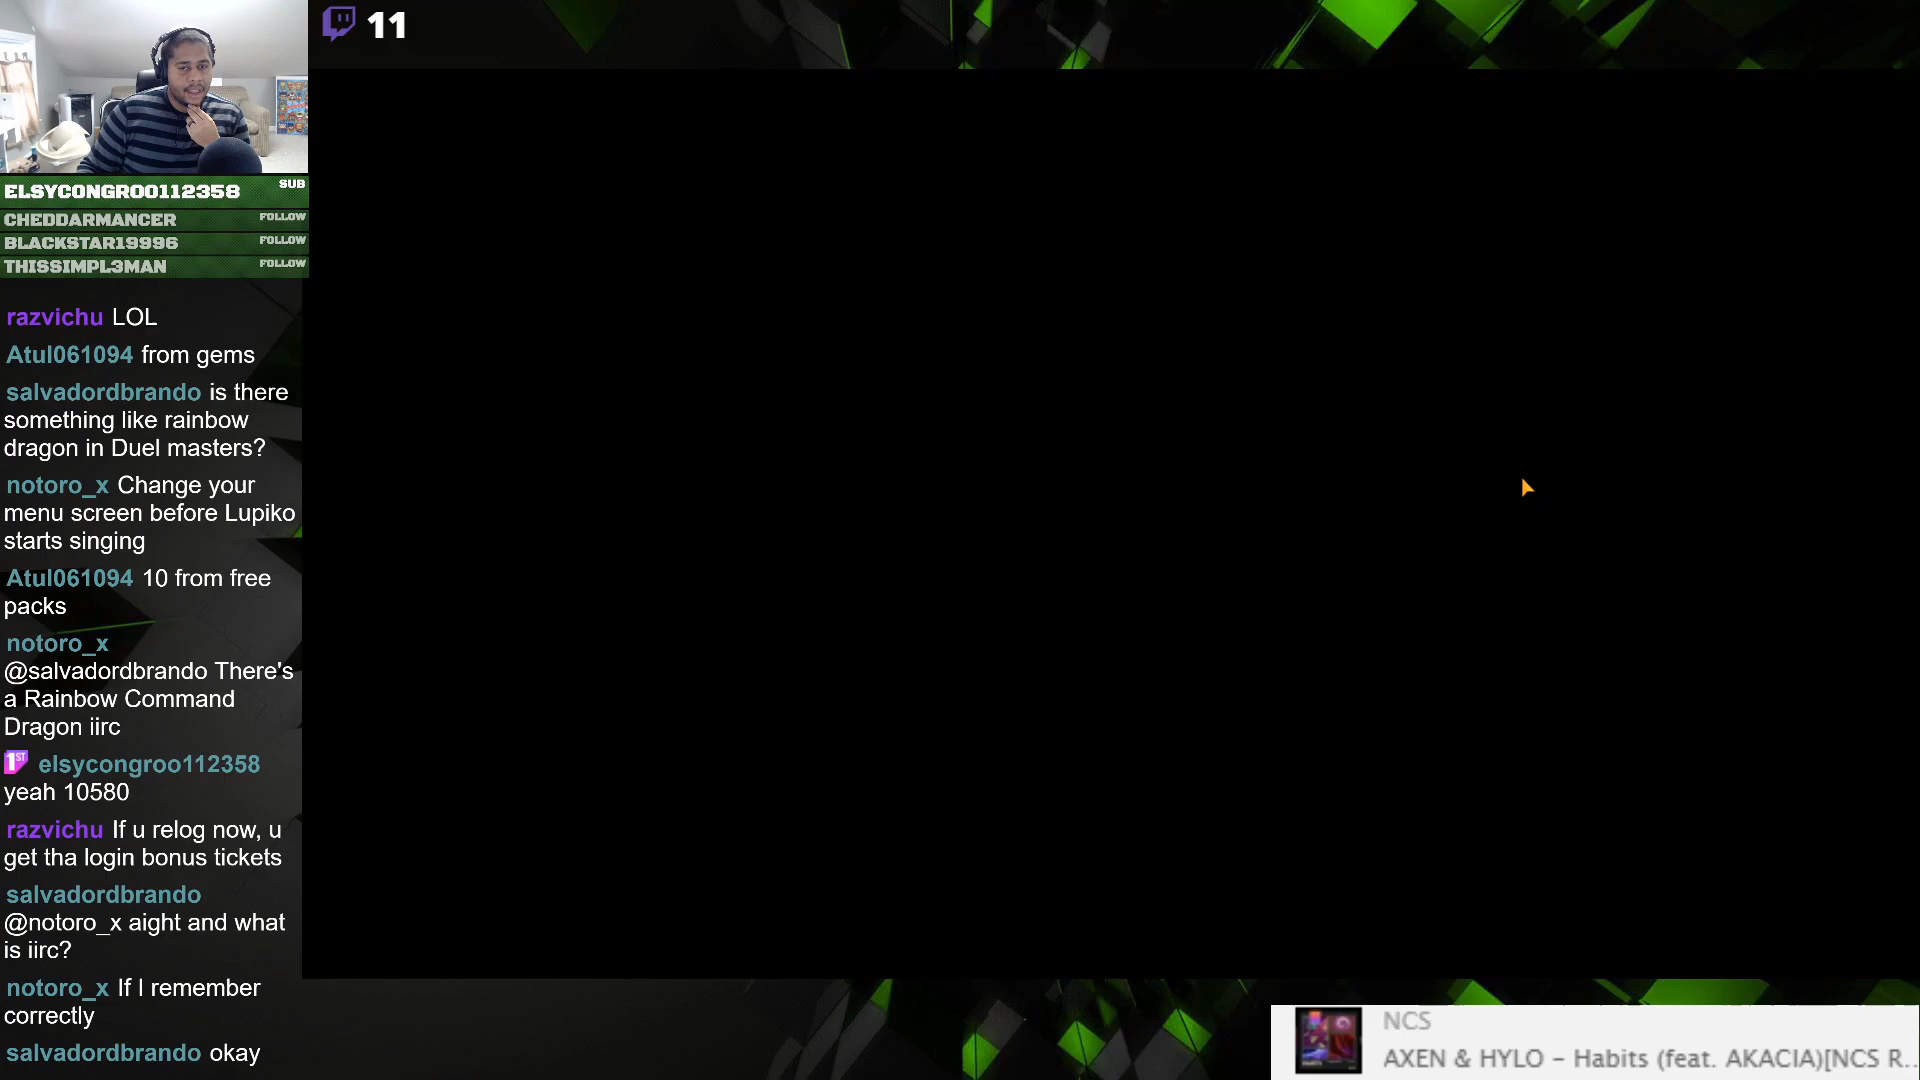 11
ELSYCONGROO112358 SUB
CHEDDARMANCER FOLLOW
BLACKSTAR19996 FOLLOW
THISSIMPL3MAN FOLLOW
razvichu LOL
Atul061094 from gems
salvadordbrando is there
something like rainbow
dragon in Duel masters?
notoro_x Change your
menu screen before Lupiko
starts singing
Atul061094 10 from free
packs
notoro_x
@salvadordbrando There's
a Rainbow Command
Dragon iirc
1ST elsycongroo112358
yeah 10580
razvichu If u relog now, u
get tha login bonus tickets
salvadordbrando
@notoro_x aight and what
is iirc?
notoro_x If I remember
correctly
salvadordbrando okay
NCS
AXEN & HYLO - Habits (feat. AKACIA)[NCS R...